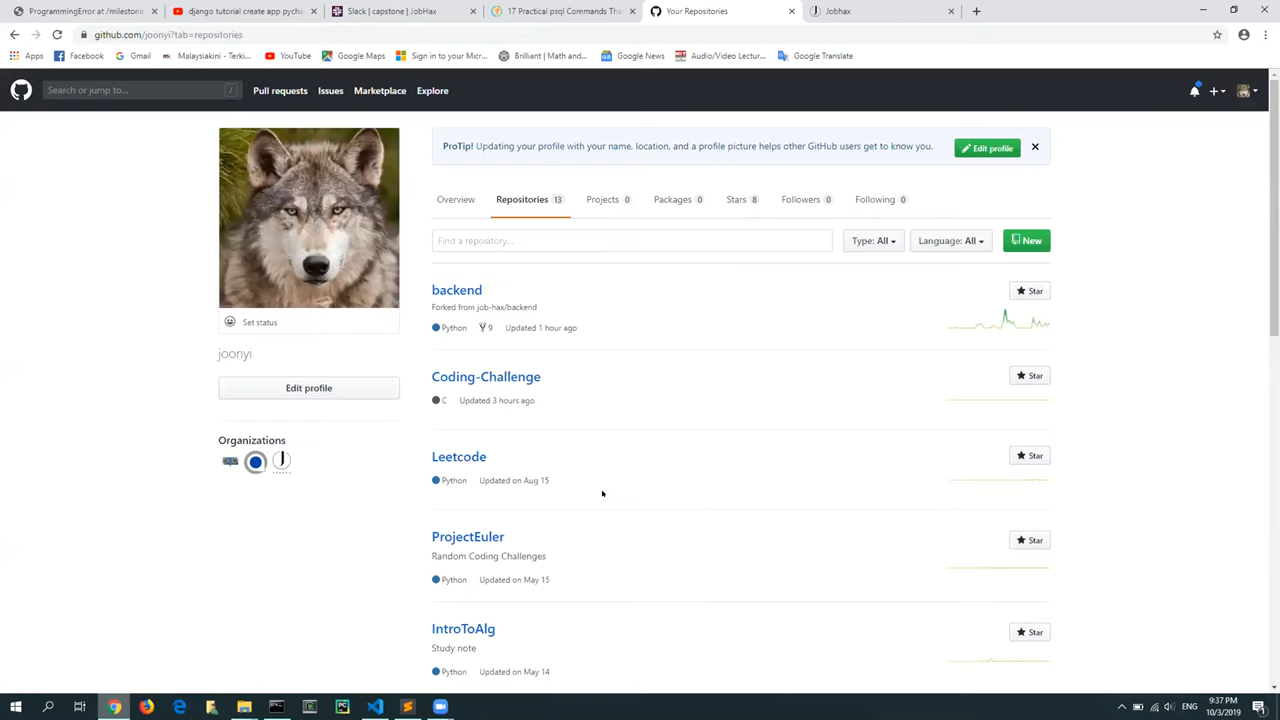 ProgrammingError at /milestone
django tutorial create app pycha
Slack | capstone | JobHax
17 Practical psql Commands Tha
Your Repositories
Jobhax
github.com/joonyi?tab=repositories
Apps
Facebook
Gmail
Malaysiakini - Terki...
YouTube
Google Maps
Sign in to your Micr...
Brilliant | Math and...
Google News
Audio/Video Lectur...
Google Translate
Search or jump to...
/
Pull requests
Issues
Marketplace
Explore
ProTip! Updating your profile with your name, location, and a profile picture helps other GitHub users get to know you.
Edit profile
Overview
Repositories 13
Projects 0
Packages 0
Stars 8
Followers 0
Following 0
Find a repository...
Type: All
Language: All
New
backend
Star
Forked from job-hax/backend
Python 9 Updated 1 hour ago
Set status
joonyi
Edit profile
Organizations
Coding-Challenge
Star
C Updated 3 hours ago
Leetcode
Star
Python Updated on Aug 15
ProjectEuler
Star
Random Coding Challenges
Python Updated on May 15
IntroToAlg
Star
Study note
Python Updated on May 14
ENG
9:37 PM
10/3/2019